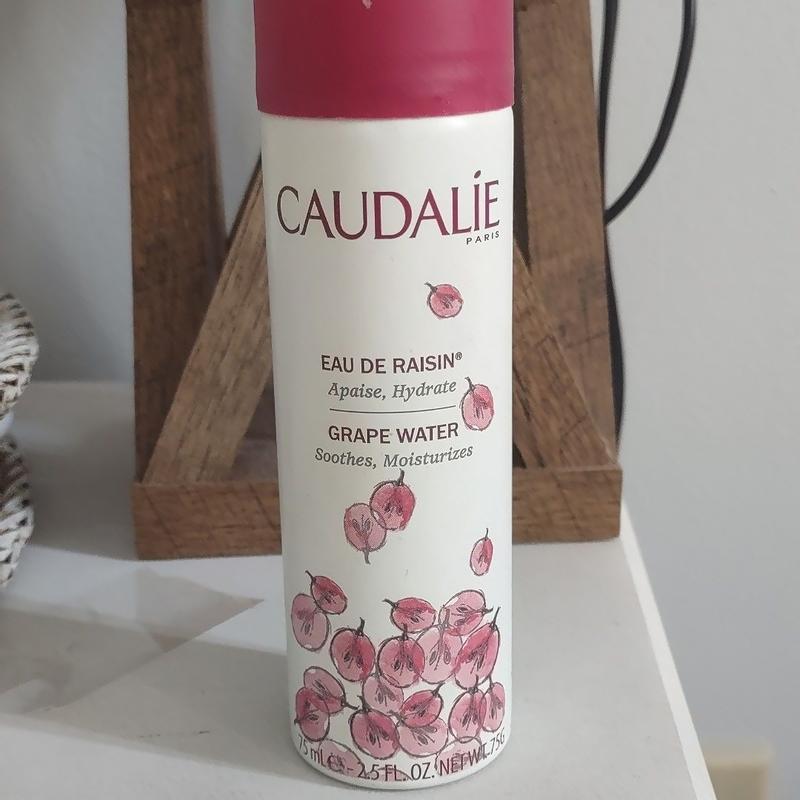 CAUDALÍE
PARIS
EAU DE RAISIN®
Apaise, Hydrate
GRAPE WATER
Soothes, Moisturizes
75 mL ℮ - 2.5 FL. OZ. NET WT. 75G